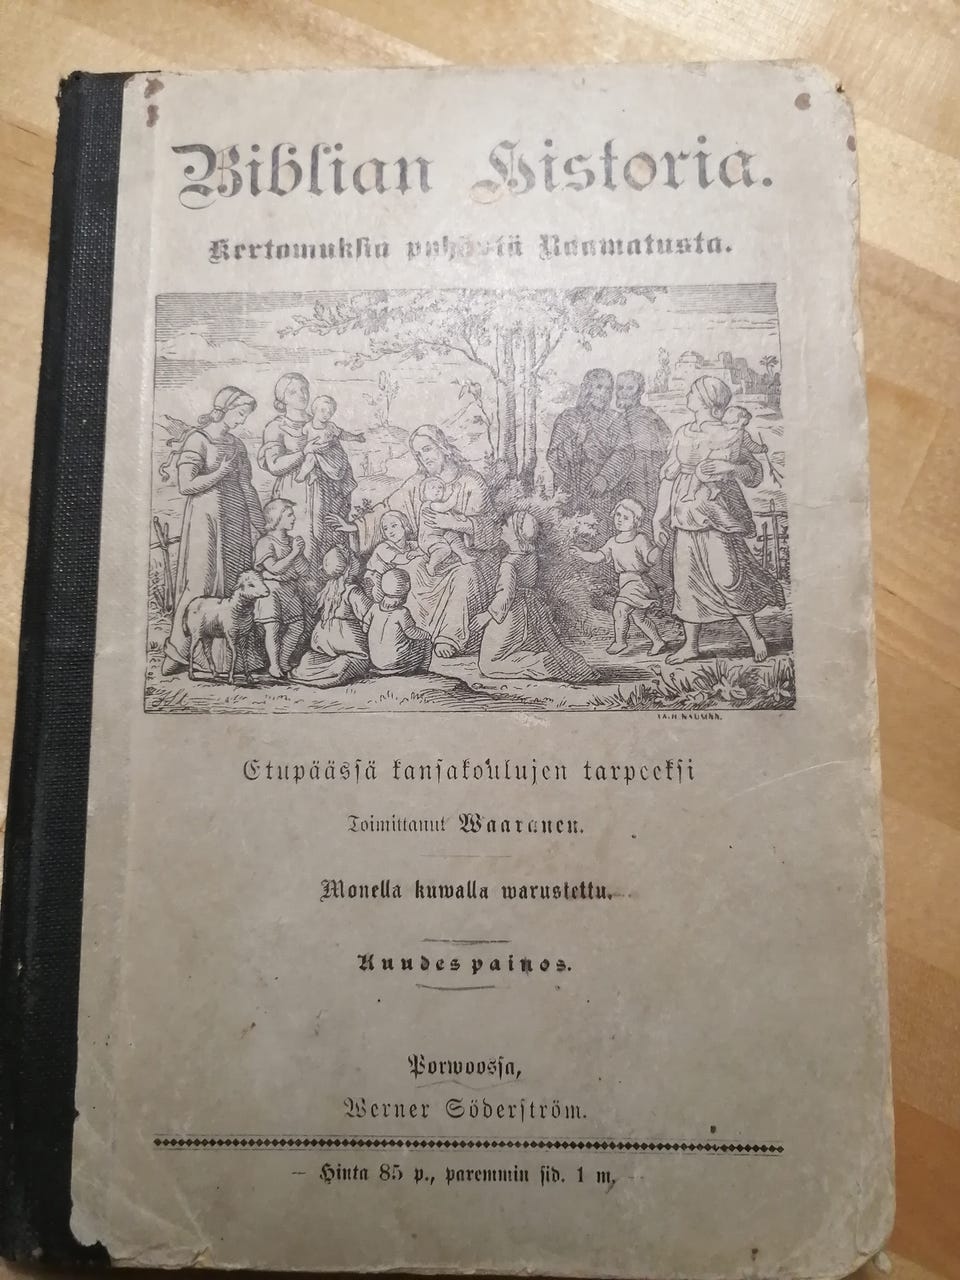 Biblian Historia.
Kertomuksia pyhästä Raamatusta.
Etupäässä kansakoulujen tarpeeksi
Toimittanut Waaranen.
Monella kuwalla warustettu.
Kuudes painos.
Porwoossa,
Werner Söderström.
— Hinta 85 p., paremmin sid. 1 m. —